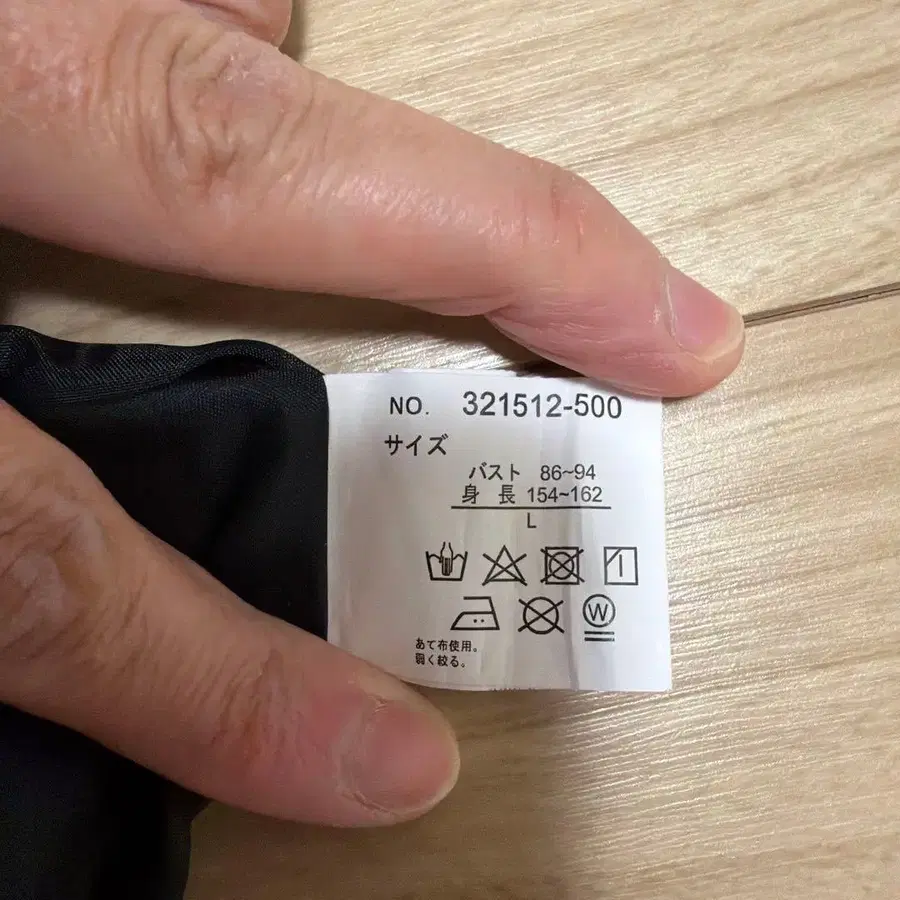 NO. 321512-500
サイズ
バスト 86~94
身 長 154~162
L
W
あて布使用。
弱く絞る。